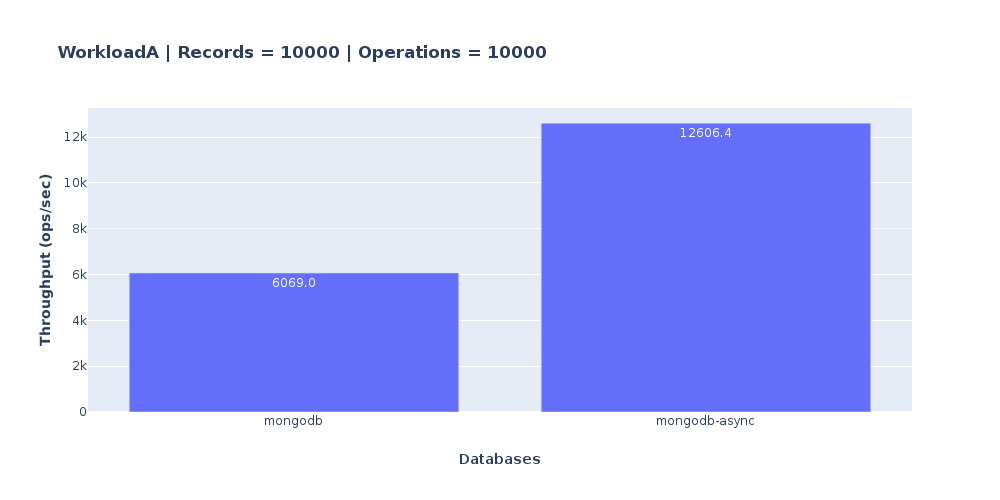 WorkloadA | Records = 10000 | Operations = 10000
Throughput (ops/sec)
12k
10k
8k
6k
4k
2k
0
6069.0
12606.4
mongodb
mongodb-async
Databases